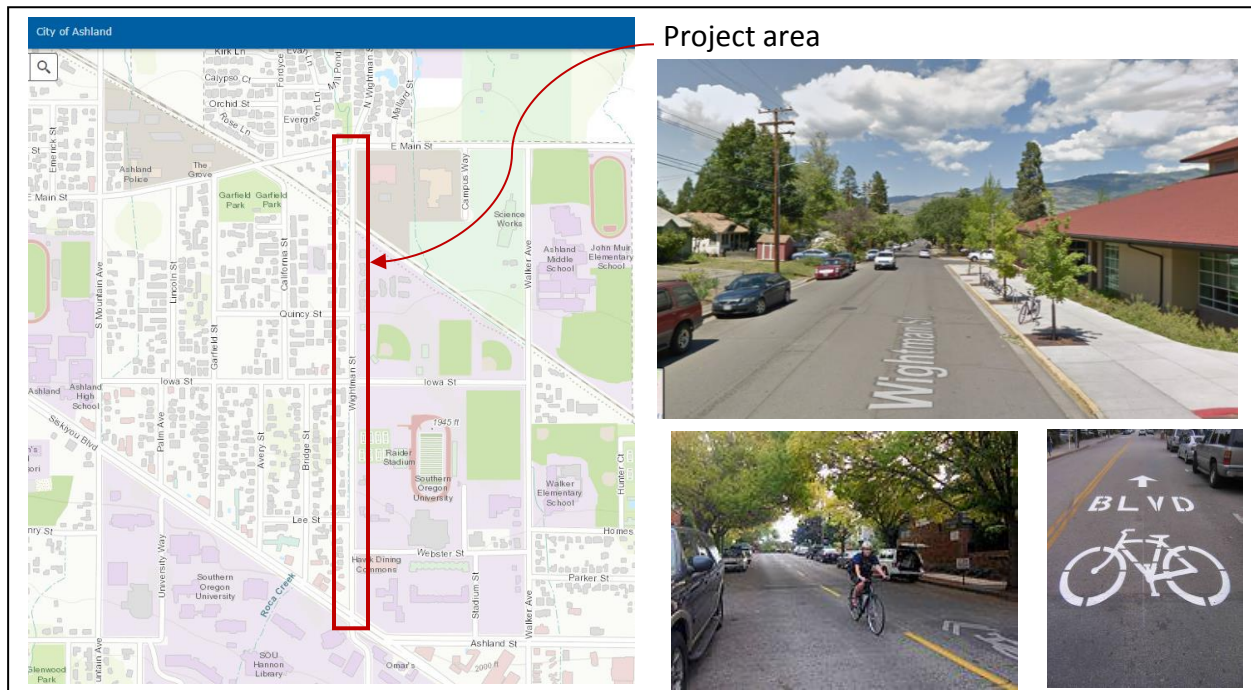 City of Ashland
Project area
Kirk Ln
Calypso Ct
Fordyce
Mill Pond
N Wightman St
Mallard St
Orchid St
Rose Ln
Evergreen Ln
Emerick St
Ashland
Police
The
Grove
E Main St
E Main St
Campus Way
Garfield
Park
Garfield
Park
Science
Works
Walker Ave
Ashland
Middle
School
John Muir
Elementary
School
S Mountain Ave
Lincoln St
California St
Quincy St
Garfield St
Wightman St
Iowa St
Iowa St
Ashland
Ashland
High
School
Siskiyou Blvd
Palm Ave
Avery St
Bridge St
1945 ft
Raider
Stadium
Southern
Oregon
University
Walker
Elementary
School
Hunter Ct
Lee St
Homes
Webster St
Hawk Dining
Commons
University Way
Southern
Oregon
University
Roca Creek
Parker St
Stadium St
Walker Ave
Ashland St
SOU
Hannon
Library
Omar's
2000 ft
Glenwood
Park
Wightman St
BLVD